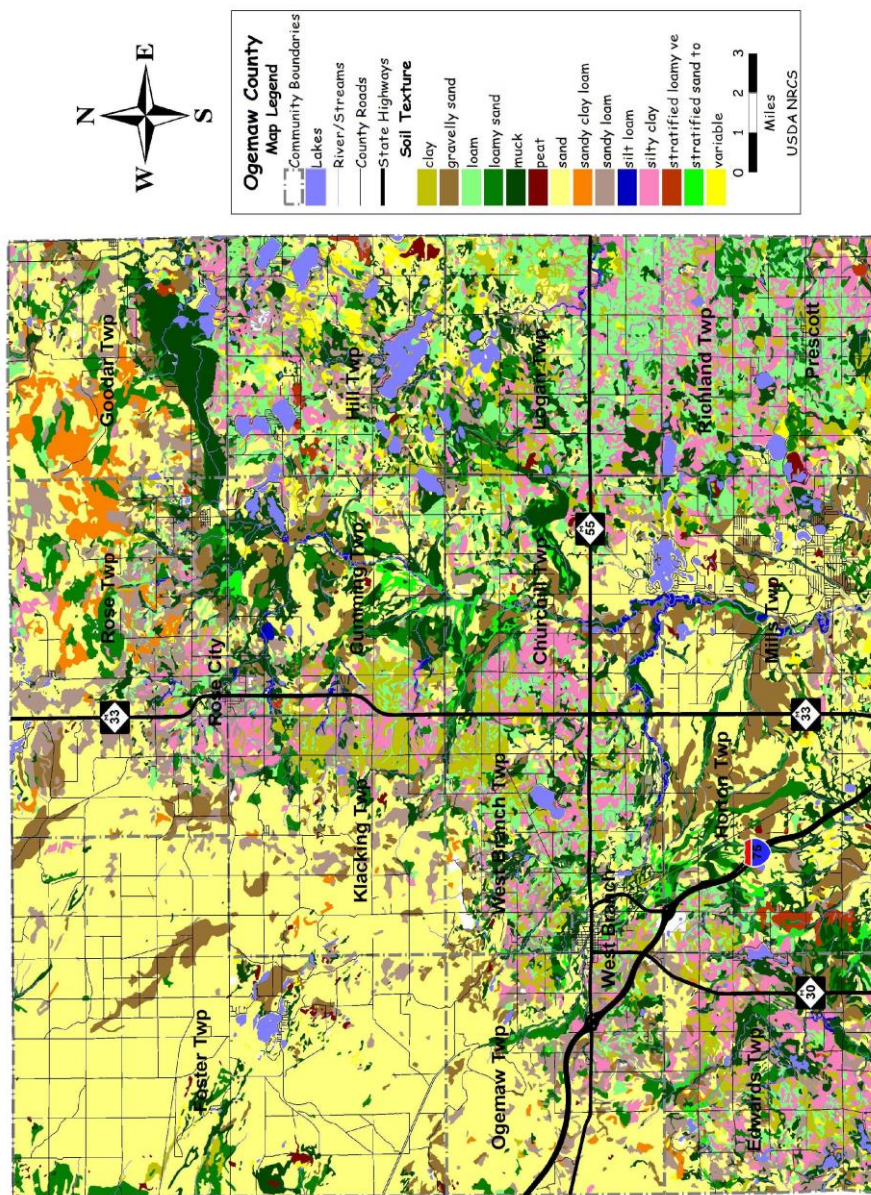 N
W
E
S
Ogemaw County
Map Legend
Community Boundaries
Lakes
River/Streams
County Roads
State Highways
Soil Texture
clay
gravelly sand
loam
loamy sand
muck
peat
sand
sandy clay loam
sandy loam
silt loam
silty clay
stratified loamy ve
stratified sand to
variable
0 1 2 3
Miles
USDA NRCS
Foster Twp
Rose Twp
Goodar Twp
33
Rose City
Klacking Twp
Cumming Twp
Hill Twp
Ogemaw Twp
West Branch Twp
Churchill Twp
Logan Twp
West Branch
55
Edwards Twp
Horton Twp
Mills Twp
Richland Twp
Prescott
30
75
33